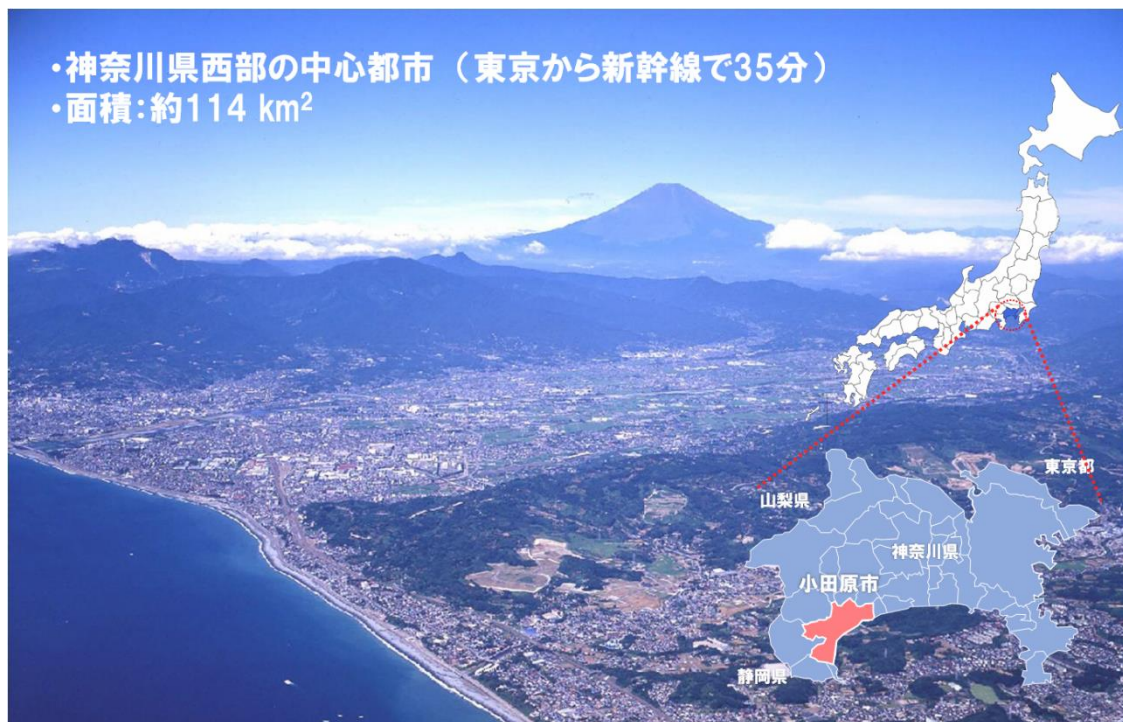 ・神奈川県西部の中心都市 （東京から新幹線で35分）
・面積：約114 km²
東京都
山梨県
神奈川県
小田原市
静岡県